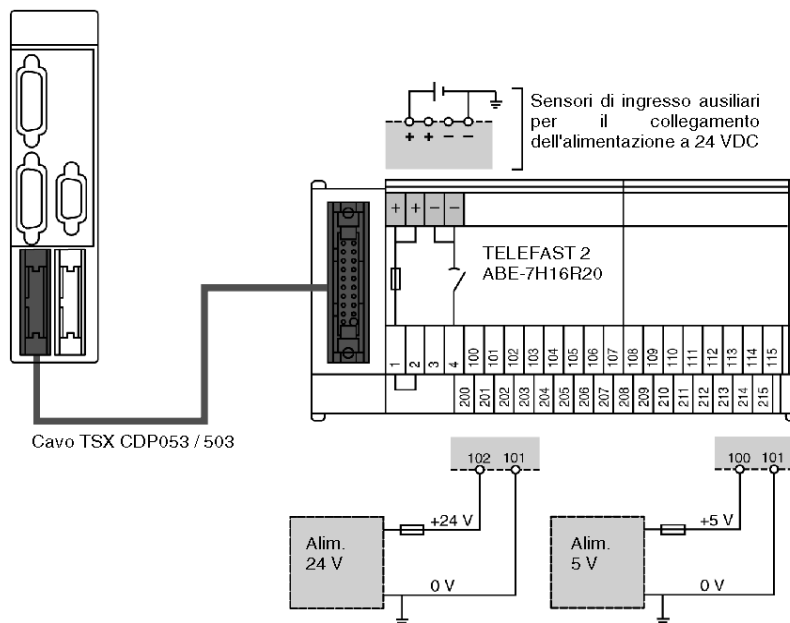 Sensori di ingresso ausiliari
per il collegamento
dell'alimentazione a 24 VDC
+ + − −
+ + − −
TELEFAST 2
ABE-7H16R20
1 2 3 4 100 101 102 103 104 105 106 107 108 109 110 111 112 113 114 115
200 201 202 203 204 205 206 207 208 209 210 211 212 213 214 215
Cavo TSX CDP053 / 503
102 101
100 101
+24 V
+5 V
Alim.
24 V
Alim.
5 V
0 V
0 V